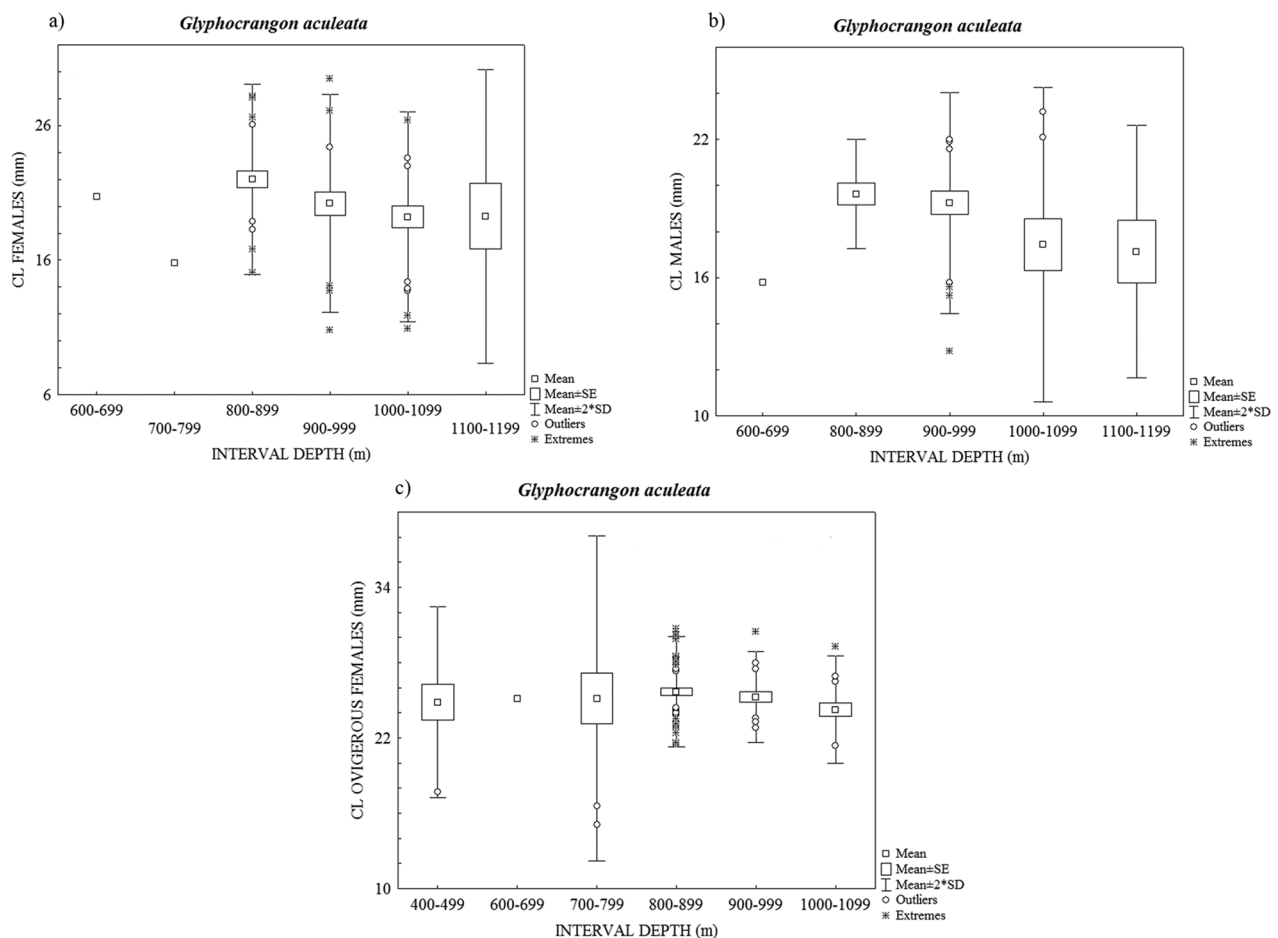 a)
Glyphocrangon aculeata
CL FEMALES (mm)
26
16
6
600-699
700-799
800-899
900-999
1000-1099
1100-1199
INTERVAL DEPTH (m)
Mean
Mean±SE
Mean±2*SD
Outliers
Extremes
b)
Glyphocrangon aculeata
CL MALES (mm)
22
16
10
600-699
800-899
900-999
1000-1099
1100-1199
INTERVAL DEPTH (m)
Mean
Mean±SE
Mean±2*SD
Outliers
Extremes
c)
Glyphocrangon aculeata
CL OVIGEROUS FEMALES (mm)
34
22
10
400-499
600-699
700-799
800-899
900-999
1000-1099
INTERVAL DEPTH (m)
Mean
Mean±SE
Mean±2*SD
Outliers
Extremes